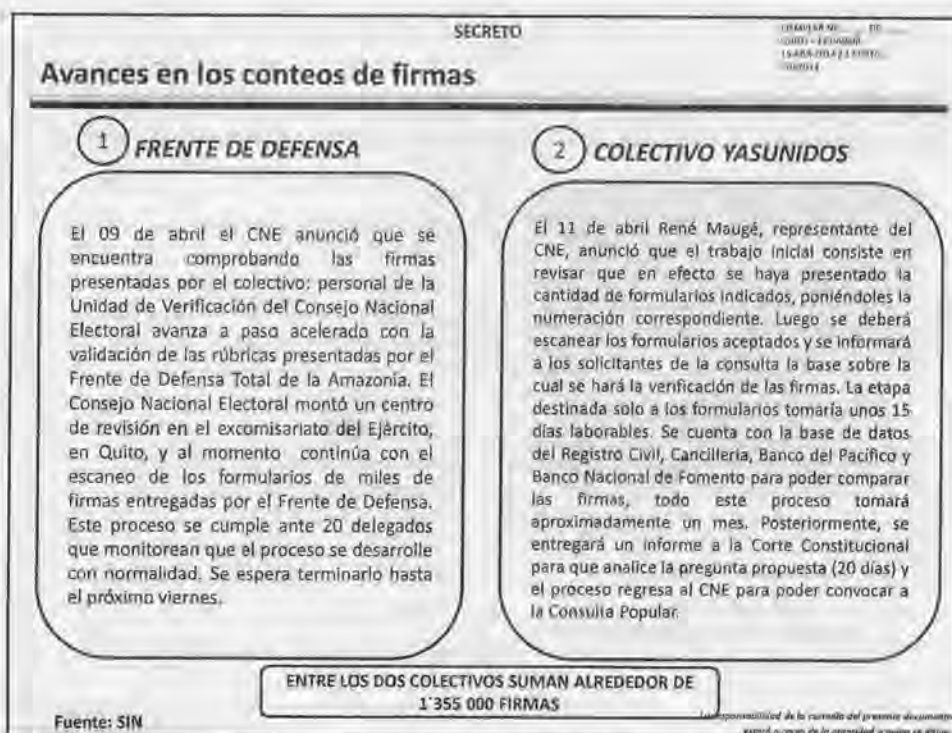 SECRETO
Avances en los conteos de firmas
1 FRENTE DE DEFENSA
El 09 de abril el CNE anunció que se
encuentra comprobando las firmas
presentadas por el colectivo: personal de la
Unidad de Verificación del Consejo Nacional
Electoral avanza a paso acelerado con la
validación de las rúbricas presentadas por el
Frente de Defensa Total de la Amazonía. El
Consejo Nacional Electoral montó un centro
de revisión en el excomisariato del Ejército,
en Quito, y al momento continúa con el
escaneo de los formularios de miles de
firmas entregadas por el Frente de Defensa.
Este proceso se cumple ante 20 delegados
que monitorean que el proceso se desarrolle
con normalidad. Se espera terminarlo hasta
el próximo viernes.
2 COLECTIVO YASUNIDOS
El 11 de abril René Maugé, representante del
CNE, anunció que el trabajo inicial consiste en
revisar que en efecto se haya presentado la
cantidad de formularios indicados, poniéndoles la
numeración correspondiente. Luego se deberá
escanear los formularios aceptados y se informará
a los solicitantes de la consulta la base sobre la
cual se hará la verificación de las firmas. La etapa
destinada solo a los formularios tomaría unos 15
días laborables. Se cuenta con la base de datos
del Registro Civil, Cancillería, Banco del Pacífico y
Banco Nacional de Fomento para poder comparar
las firmas, todo este proceso tomará
aproximadamente un mes. Posteriormente, se
entregará un informe a la Corte Constitucional
para que analice la pregunta propuesta (20 días) y
el proceso regresa al CNE para poder convocar a
la Consulta Popular.
ENTRE LOS DOS COLECTIVOS SUMAN ALREDEDOR DE
1'355 000 FIRMAS
Fuente: SIN
de la custodia del presente documento